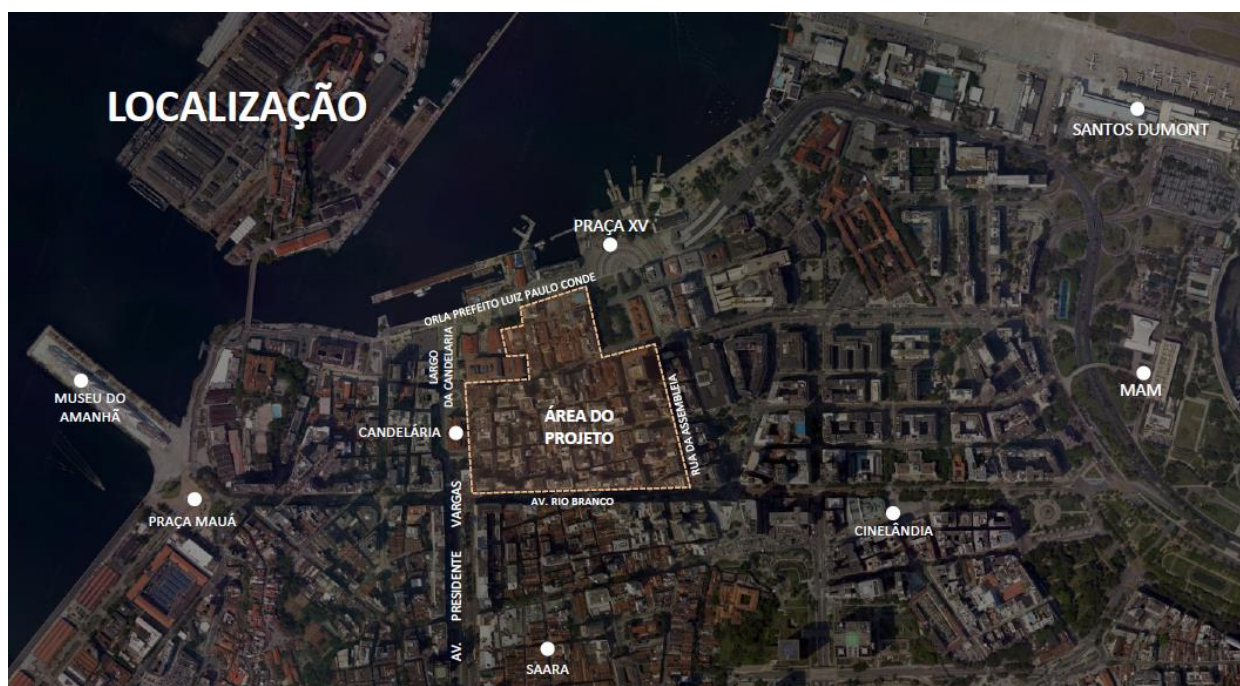 LOCALIZAÇÃO
SANTOS DUMONT
PRAÇA XV
ORLA PREFEITO LUIZ PAULO CONDE
LARGO
DA CANDELARIA
MUSEU DO
AMANHÃ
MAM
ÁREA DO
PROJETO
RUA DA ASSEMBLEIA
CANDELÁRIA
AV. RIO BRANCO
PRAÇA MAUÁ
CINELÂNDIA
AV. PRESIDENTE VARGAS
SAARA